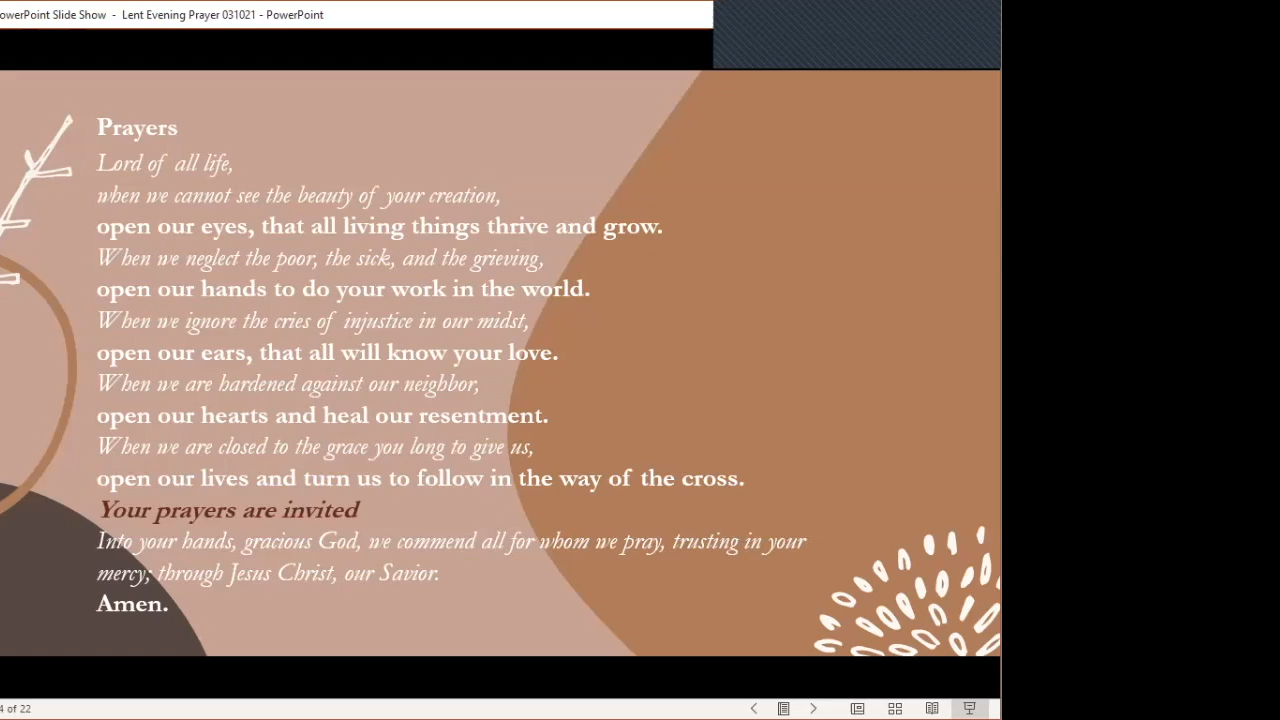 PowerPoint Slide Show - Lent Evening Prayer 031021 - PowerPoint
Prayers
Lord of all life,
when we cannot see the beauty of your creation,
open our eyes, that all living things thrive and grow.
When we neglect the poor, the sick, and the grieving,
open our hands to do your work in the world.
When we ignore the cries of injustice in our midst,
open our ears, that all will know your love.
When we are hardened against our neighbor,
open our hearts and heal our resentment.
When we are closed to the grace you long to give us,
open our lives and turn us to follow in the way of the cross.
Your prayers are invited
Into your hands, gracious God, we commend all for whom we pray, trusting in your
mercy; through Jesus Christ, our Savior.
Amen.
4 of 22